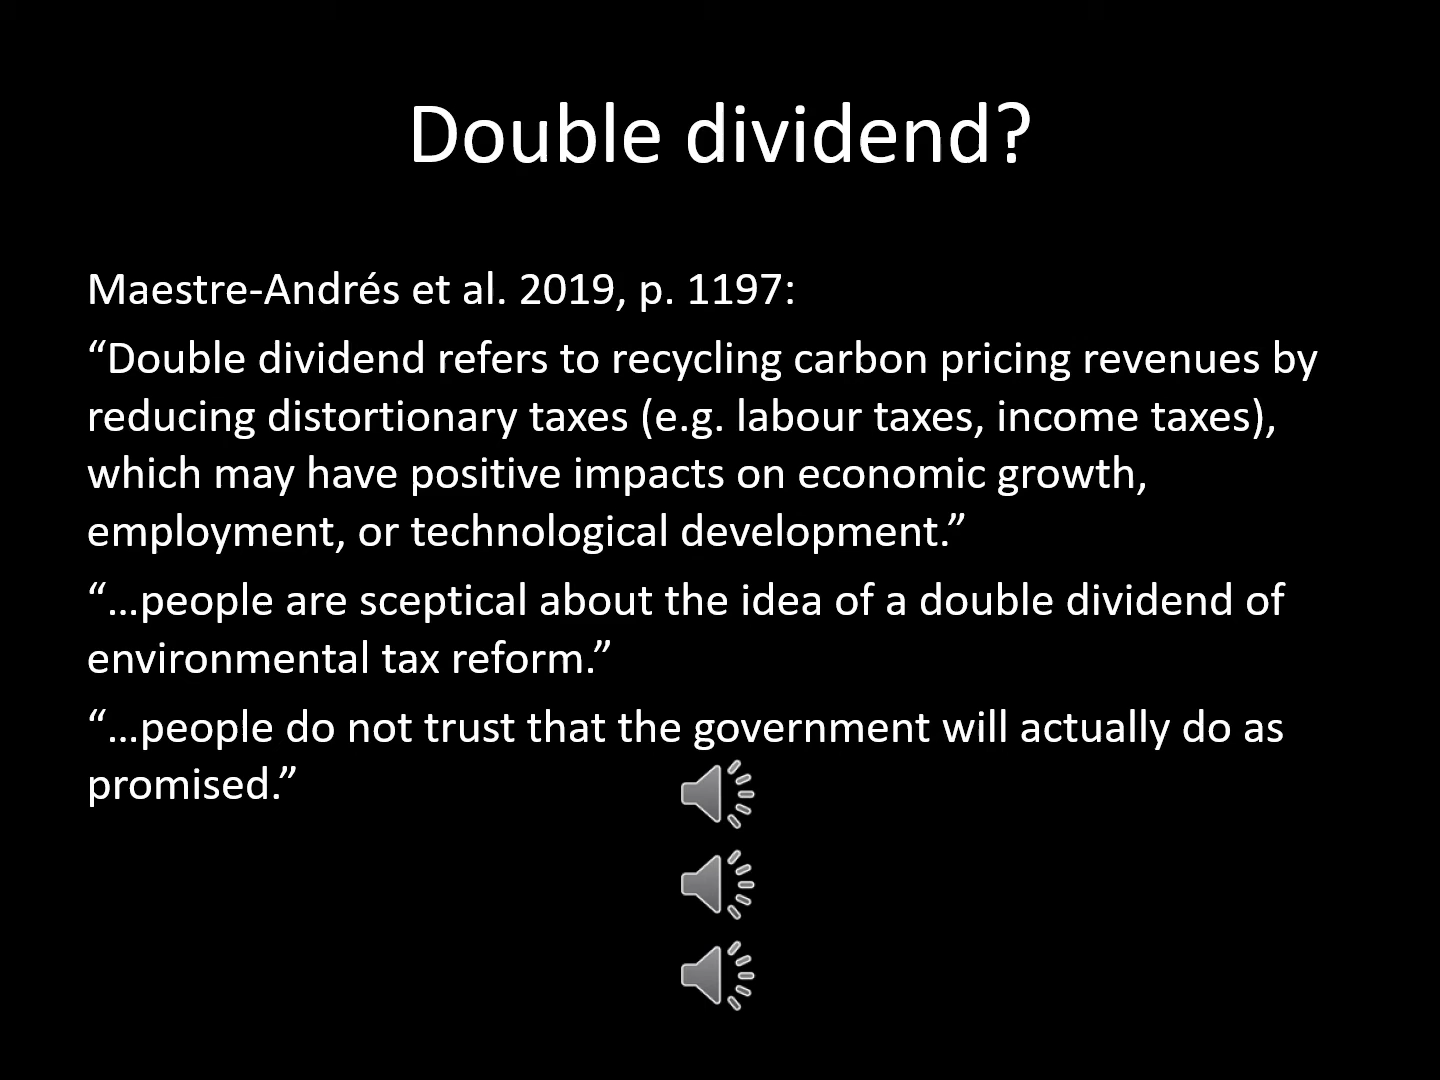 Double dividend?
Maestre-Andrés et al. 2019, p. 1197:
“Double dividend refers to recycling carbon pricing revenues by
reducing distortionary taxes (e.g. labour taxes, income taxes),
which may have positive impacts on economic growth,
employment, or technological development.”
“…people are sceptical about the idea of a double dividend of
environmental tax reform.”
“…people do not trust that the government will actually do as
promised.”